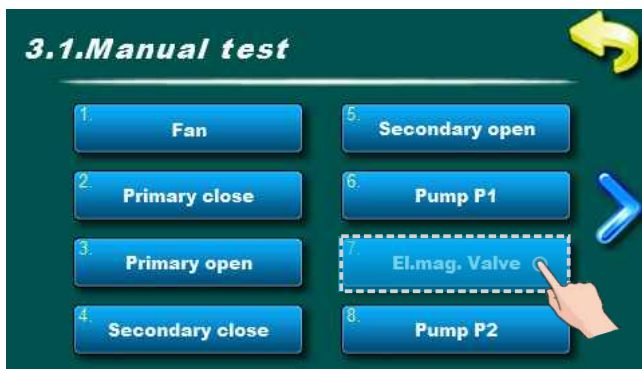 3.1.Manual test
1. Fan
2. Primary close
3. Primary open
4. Secondary close
5. Secondary open
6. Pump P1
7. El.mag. Valve
8. Pump P2